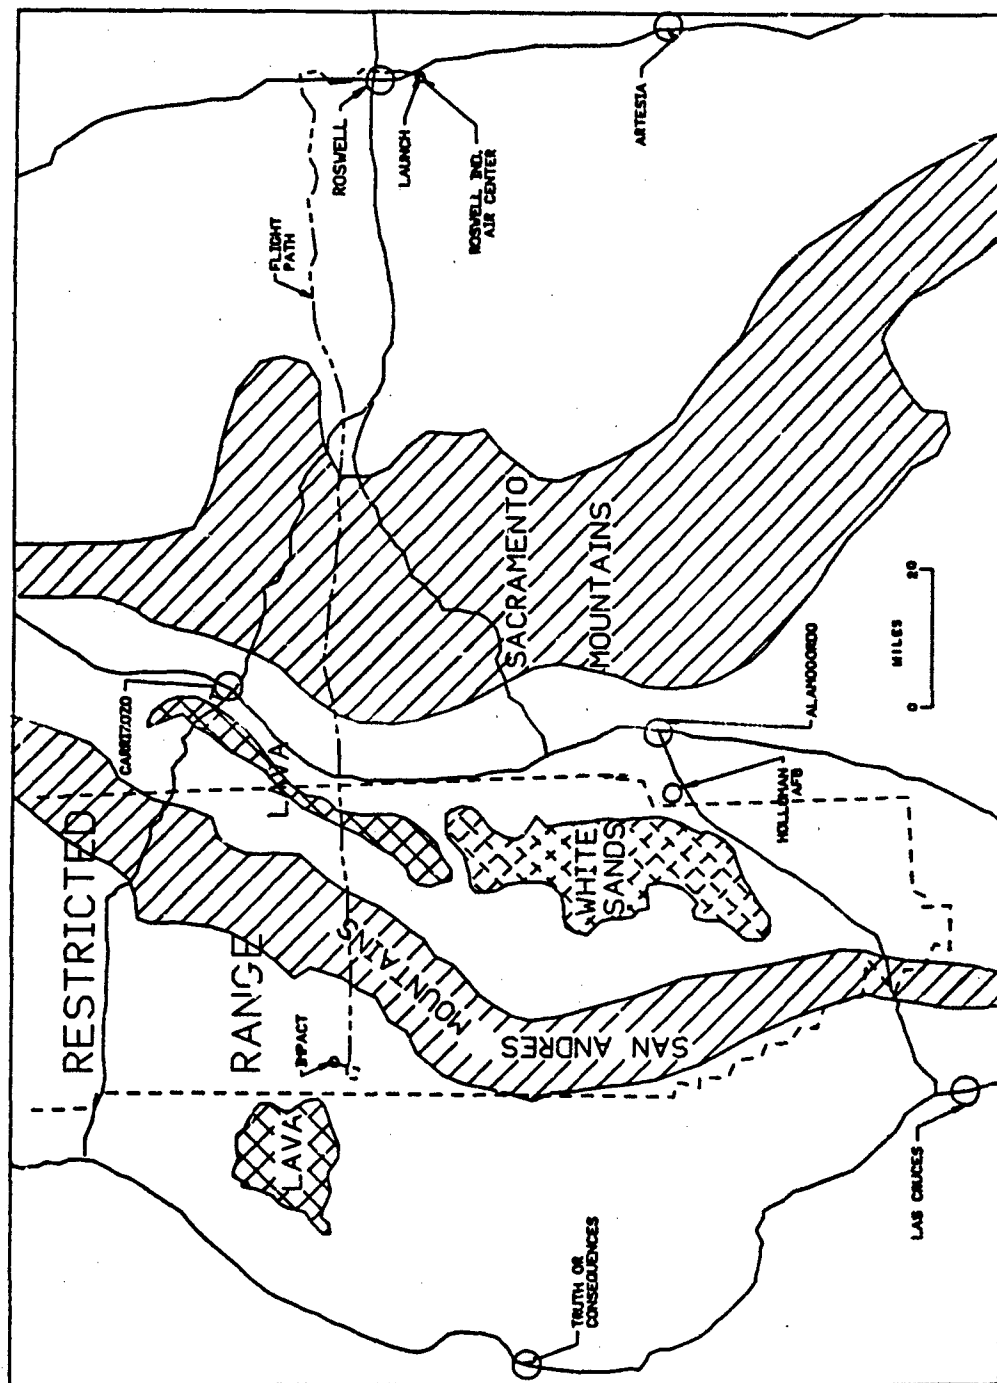 RESTRICTED
RANGE
IMPACT
LAVA
CARRIZOZO
LAVA
MOUNTAINS
SAN ANDRES
WHITE
SANDS
SACRAMENTO
MOUNTAINS
FLIGHT
PATH
ROSWELL
LAUNCH
ROSWELL IND.
AIR CENTER
ARTESIA
TRUTH OR
CONSEQUENCES
LAS CRUCES
HOLLOMAN
AFB
ALAMOGORDO
MILES
0 20